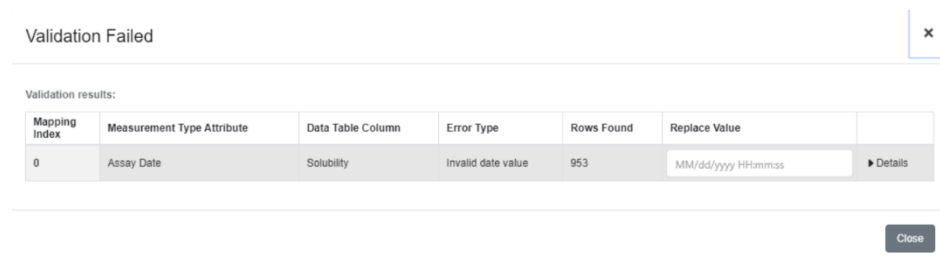 Validation Failed
×
Validation results:
Mapping Index Measurement Type Attribute Data Table Column Error Type Rows Found Replace Value
0 Assay Date Solubility Invalid date value 953 MM/dd/yyyy HH:mm:ss Details
Close